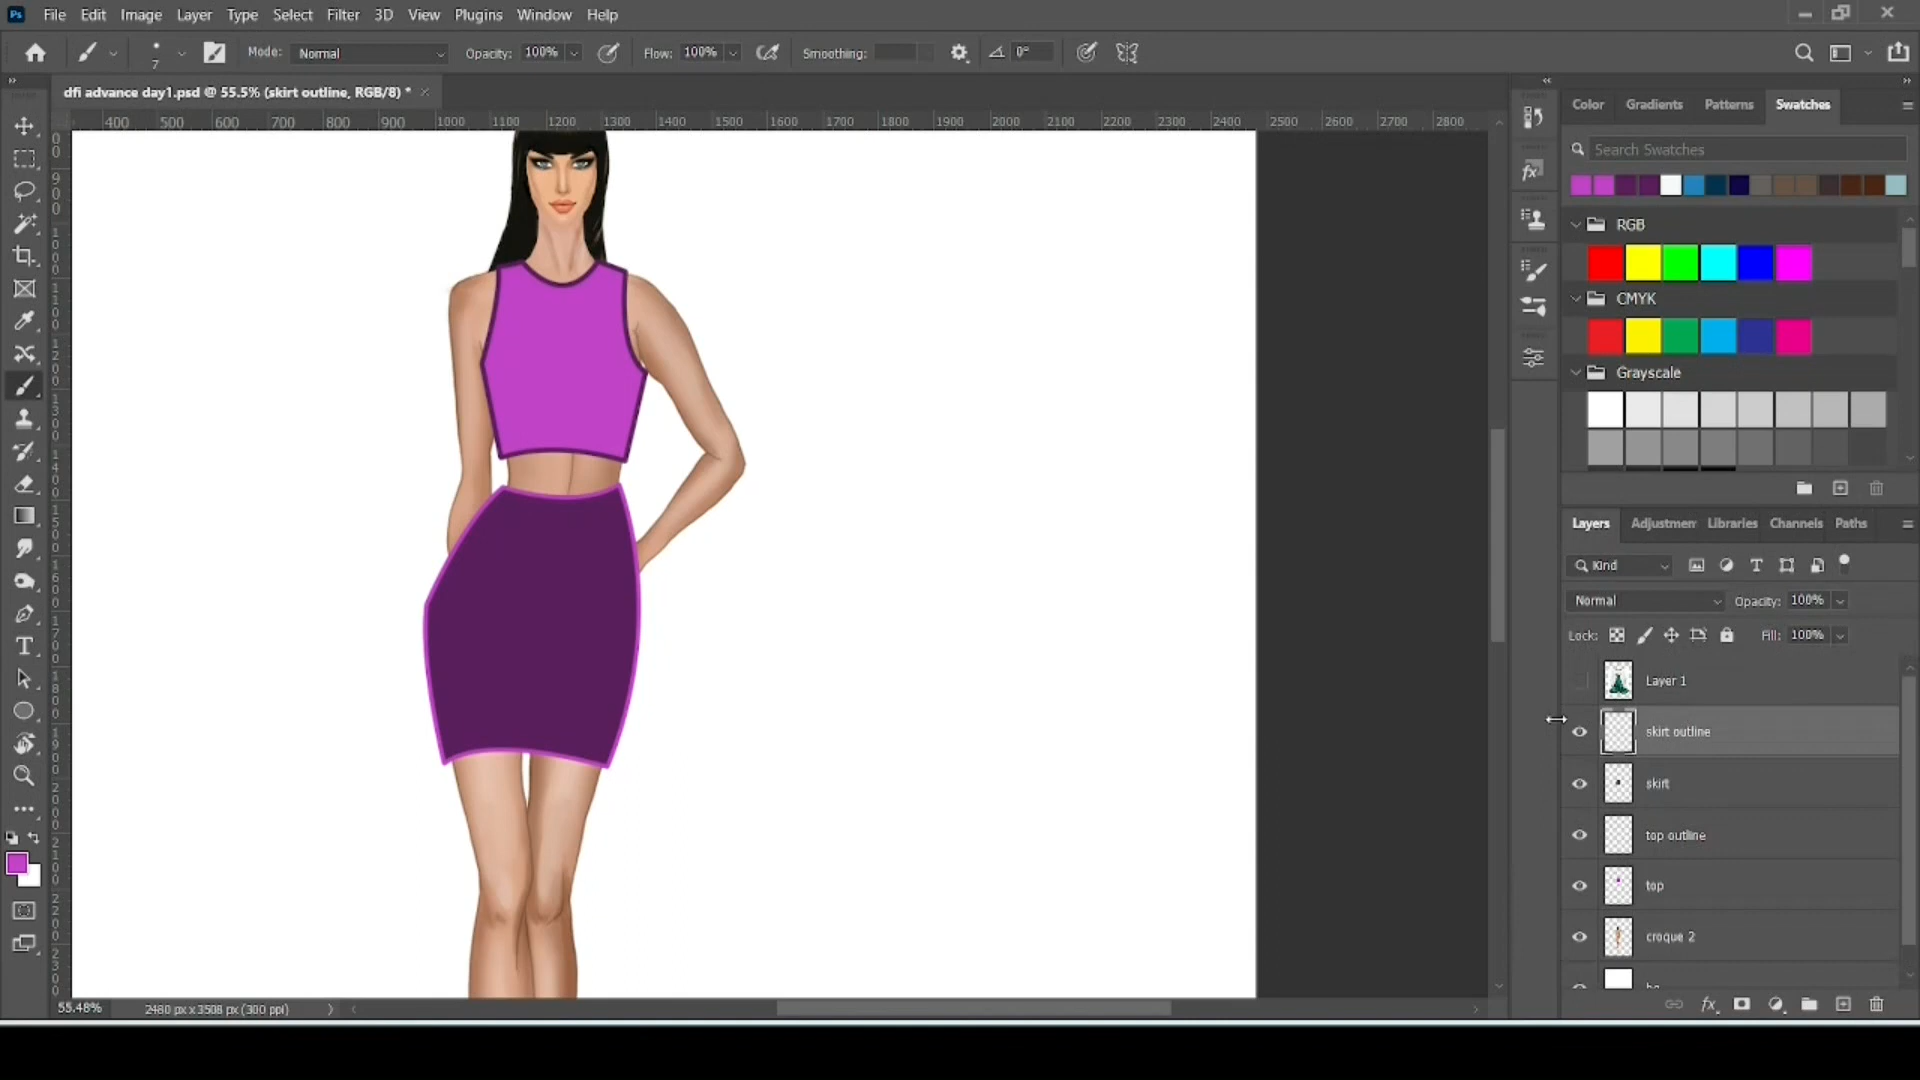 Ps File Edit Image Layer Type Select Filter 3D View Plugins Window Help
7 Mode: Normal Opacity: 100% Flow: 100% Smoothing: 0°
dfi advance day1.psd @ 55.5% (skirt outline, RGB/8) *
400 500 600 700 800 900 1000 1100 1200 1300 1400 1500 1600 1700 1800 1900 2000 2100 2200 2300 2400 2500 2600 2700 2800
Color Gradients Patterns Swatches
Search Swatches
RGB
CMYK
Grayscale
Layers Adjustmen Libraries Channels Paths
Kind
Normal Opacity: 100%
Lock: Fill: 100%
Layer 1
skirt outline
skirt
top outline
top
croque 2
55.48% 2480 px x 3508 px (300 ppi)